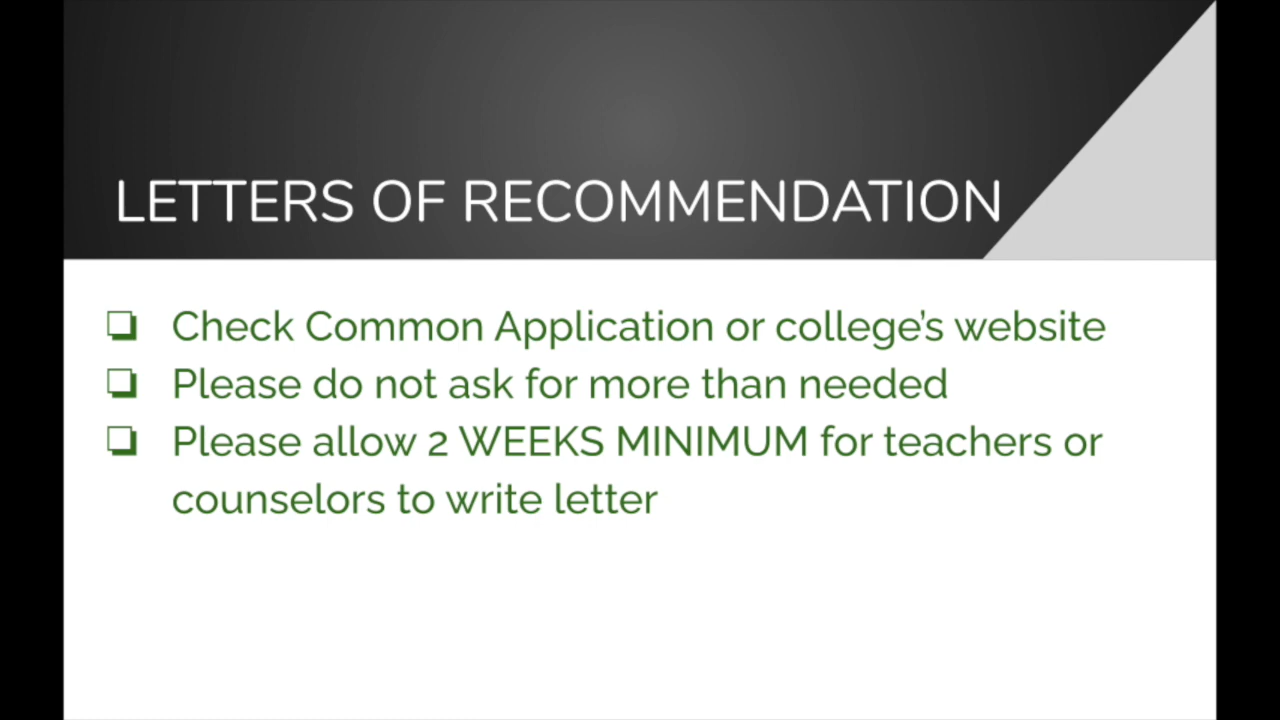 LETTERS OF RECOMMENDATION
❏ Check Common Application or college’s website
❏ Please do not ask for more than needed
❏ Please allow 2 WEEKS MINIMUM for teachers or
counselors to write letter